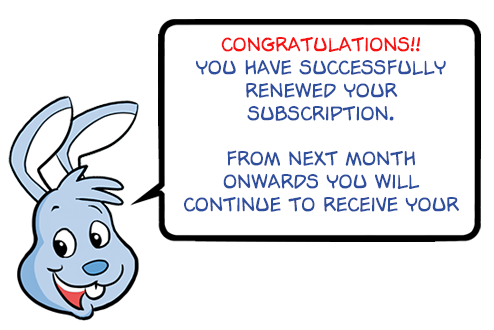 CONGRATULATIONS!!
YOU HAVE SUCCESSFULLY
RENEWED YOUR
SUBSCRIPTION.
FROM NEXT MONTH
ONWARDS YOU WILL
CONTINUE TO RECEIVE YOUR